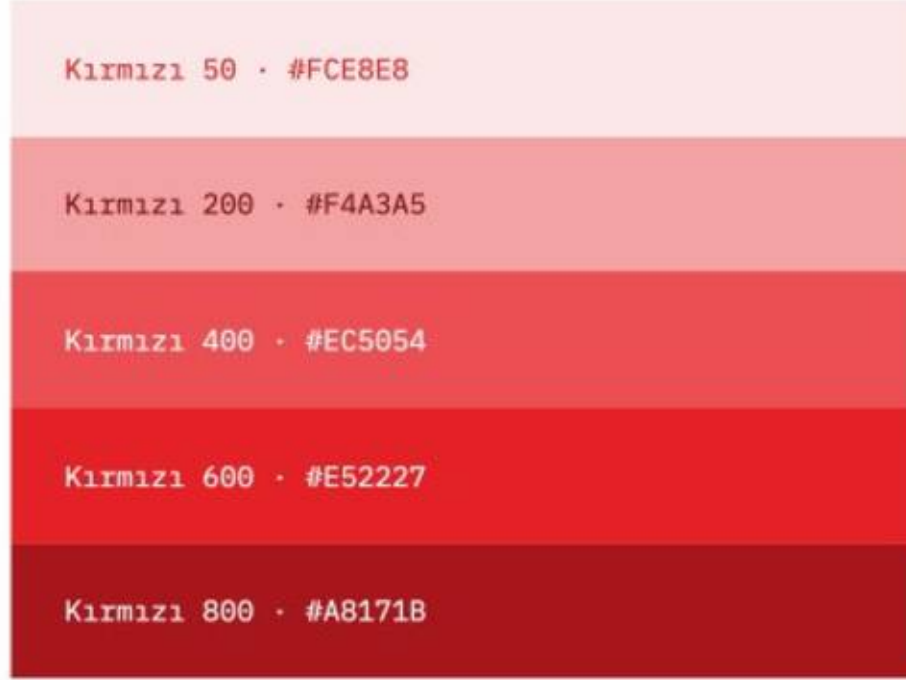 Kırmızı 50 · #FCE8E8
Kırmızı 200 · #F4A3A5
Kırmızı 400 · #EC5054
Kırmızı 600 · #E52227
Kırmızı 800 · #A8171B